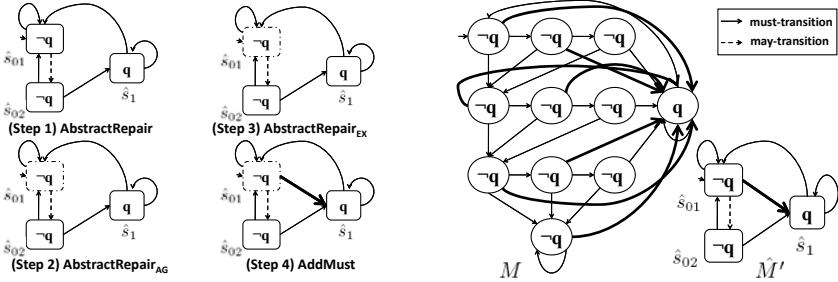 ¬q
ŝ01
q
ŝ02
¬q
ŝ1
(Step 1) AbstractRepair
¬q
ŝ01
q
ŝ02
¬q
ŝ1
(Step 3) AbstractRepairEX
¬q
ŝ01
q
ŝ02
¬q
ŝ1
(Step 2) AbstractRepairAG
¬q
ŝ01
q
ŝ02
¬q
ŝ1
(Step 4) AddMust
¬q ¬q ¬q
¬q ¬q ¬q q
¬q ¬q ¬q
¬q
M
must-transition
may-transition
¬q
ŝ01
q
ŝ02
¬q
ŝ1
M̂′